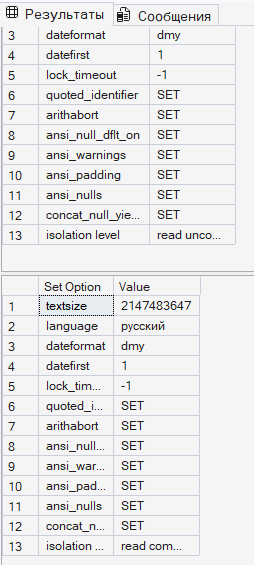 Результаты Сообщения
3 dateformat dmy
4 datefirst 1
5 lock_timeout -1
6 quoted_identifier SET
7 arithabort SET
8 ansi_null_dflt_on SET
9 ansi_warnings SET
10 ansi_padding SET
11 ansi_nulls SET
12 concat_null_yie... SET
13 isolation level read unco...
Set Option Value
1 textsize 2147483647
2 language русский
3 dateformat dmy
4 datefirst 1
5 lock_tim... -1
6 quoted_i... SET
7 arithabort SET
8 ansi_null... SET
9 ansi_war... SET
10 ansi_pad... SET
11 ansi_nulls SET
12 concat_n... SET
13 isolation ... read com...